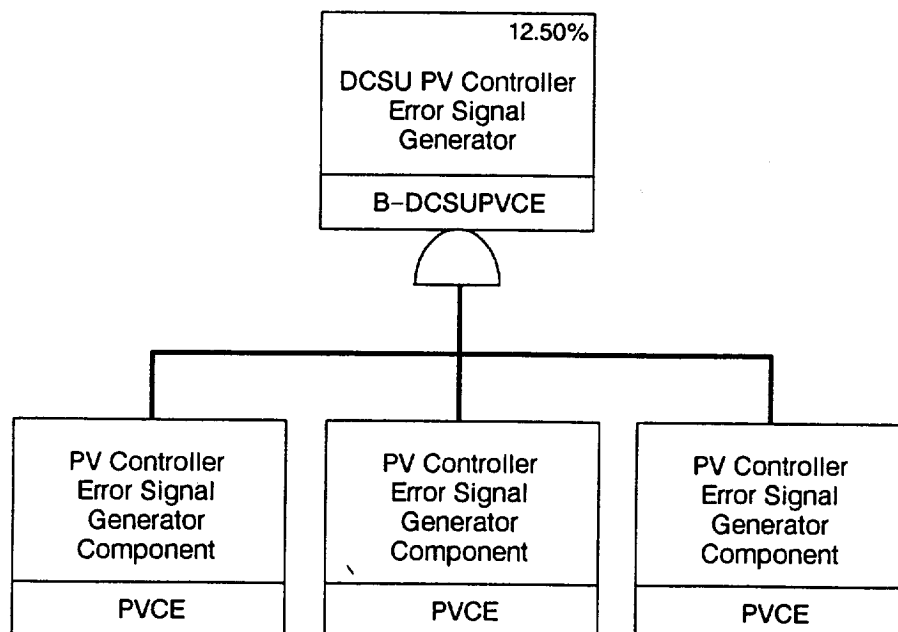 12.50%
DCSU PV Controller
Error Signal
Generator
B-DCSUPVCE
PV Controller
Error Signal
Generator
Component
PVCE
PV Controller
Error Signal
Generator
Component
PVCE
PV Controller
Error Signal
Generator
Component
PVCE